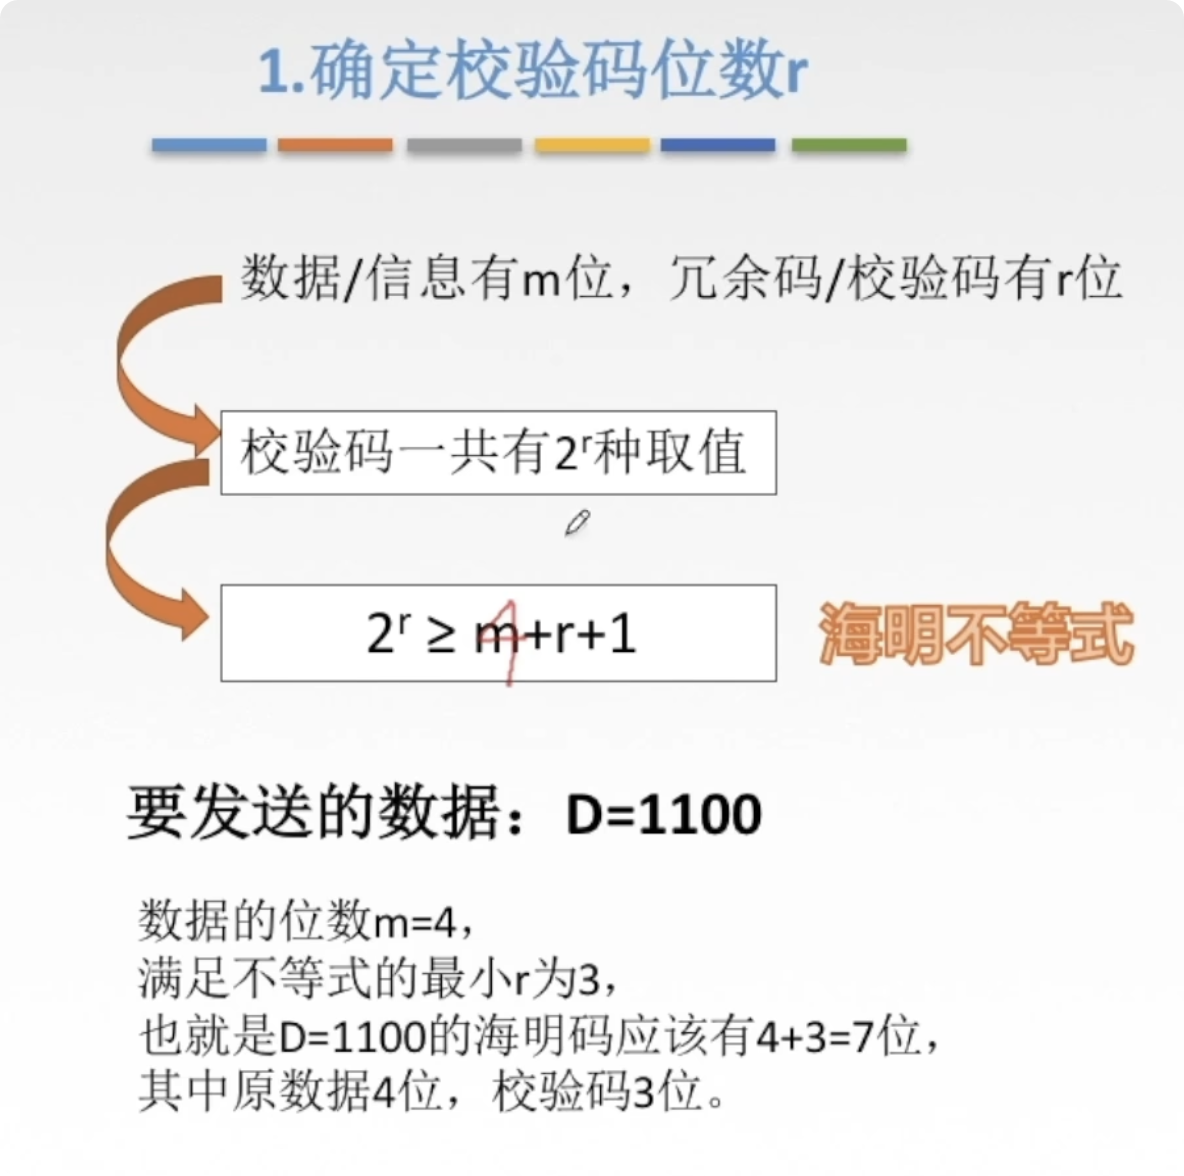 1.确定校验码位数r
数据/信息有m位，冗余码/校验码有r位
校验码一共有2ʳ种取值
2ʳ ≥ m+r+1
4
海明不等式
要发送的数据：D=1100
数据的位数m=4，
满足不等式的最小r为3，
也就是D=1100的海明码应该有4+3=7位，
其中原数据4位，校验码3位。